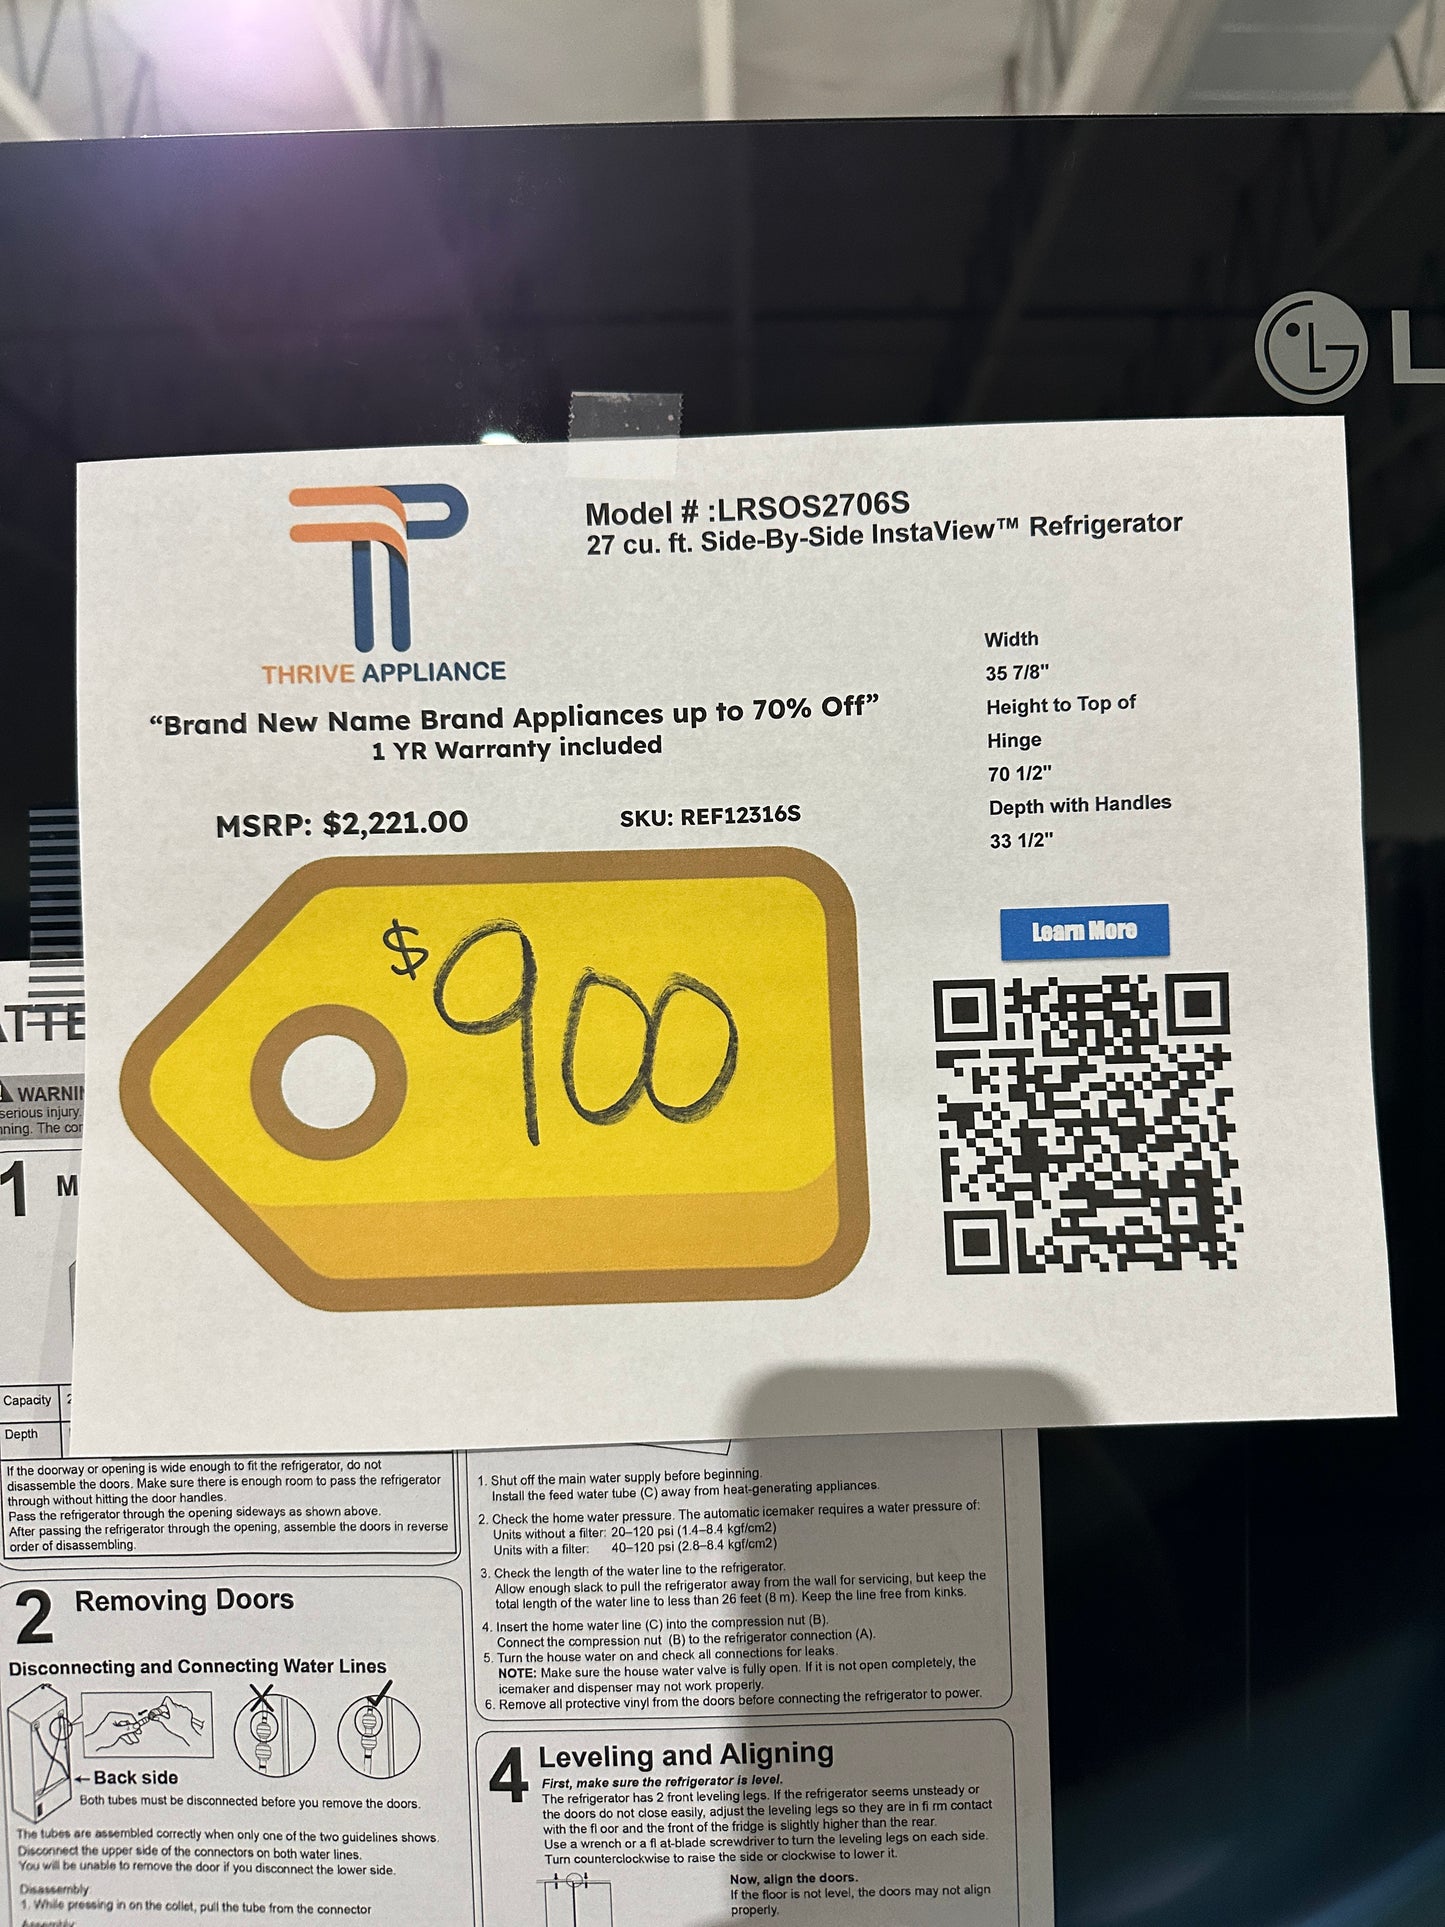 LG
L
Model # :LRSOS2706S
27 cu. ft. Side-By-Side InstaView™ Refrigerator
THRIVE APPLIANCE
“Brand New Name Brand Appliances up to 70% Off”
1 YR Warranty included
MSRP: $2,221.00
SKU: REF12316S
Width
35 7/8"
Height to Top of
Hinge
70 1/2"
Depth with Handles
33 1/2"
$900
Learn More
WARNIN
serious injury.
1 M
Capacity
Depth
If the doorway or opening is wide enough to fit the refrigerator, do not
disassemble the doors. Make sure there is enough room to pass the refrigerator
through without hitting the door handles.
Pass the refrigerator through the opening sideways as shown above.
After passing the refrigerator through the opening, assemble the doors in reverse
order of disassembling.
2 Removing Doors
Disconnecting and Connecting Water Lines
←Back side
Both tubes must be disconnected before you remove the doors.
The tubes are assembled correctly when only one of the two guidelines shows.
Disconnect the upper side of the connectors on both water lines.
You will be unable to remove the door if you disconnect the lower side.
Disassembly
1. While pressing in on the collet, pull the tube from the connector
Assembly
1. Shut off the main water supply before beginning.
Install the feed water tube (C) away from heat-generating appliances.
2. Check the home water pressure. The automatic icemaker requires a water pressure of:
Units without a filter: 20–120 psi (1.4–8.4 kgf/cm2)
Units with a filter: 40–120 psi (2.8–8.4 kgf/cm2)
3. Check the length of the water line to the refrigerator.
Allow enough slack to pull the refrigerator away from the wall for servicing, but keep the
total length of the water line to less than 26 feet (8 m). Keep the line free from kinks.
4. Insert the home water line (C) into the compression nut (B).
Connect the compression nut (B) to the refrigerator connection (A).
5. Turn the house water on and check all connections for leaks.
NOTE: Make sure the house water valve is fully open. If it is not open completely, the
icemaker and dispenser may not work properly.
6. Remove all protective vinyl from the doors before connecting the refrigerator to power.
4 Leveling and Aligning
First, make sure the refrigerator is level.
The refrigerator has 2 front leveling legs. If the refrigerator seems unsteady or
the doors do not close easily, adjust the leveling legs so they are in fi rm contact
with the fl oor and the front of the fridge is slightly higher than the rear.
Use a wrench or a fl at-blade screwdriver to turn the leveling legs on each side.
Turn counterclockwise to raise the side or clockwise to lower it.
Now, align the doors.
If the floor is not level, the doors may not align
properly.